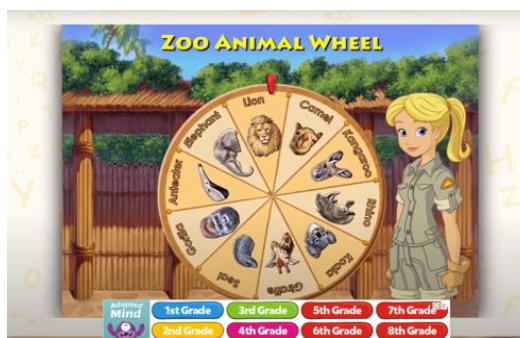 ZOO ANIMAL WHEEL
Lion
Camel
Kangaroo
Rhino
Koala
Giraffe
Seal
Gorilla
Anteater
Elephant
Adapted
Mind
1st Grade
3rd Grade
5th Grade
7th Grade
2nd Grade
4th Grade
6th Grade
8th Grade